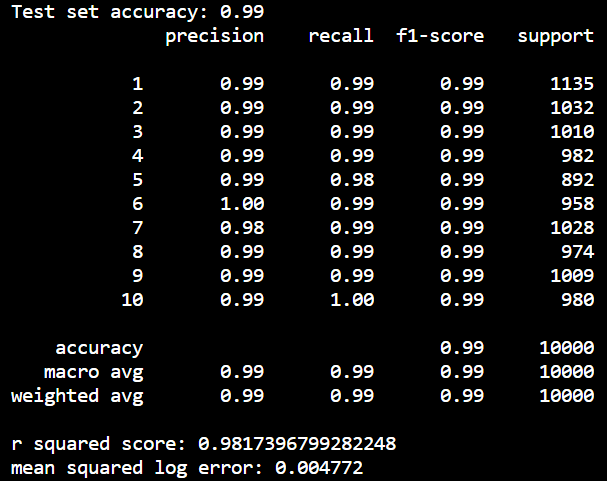 Test set accuracy: 0.99
precision recall f1-score support
1 0.99 0.99 0.99 1135
2 0.99 0.99 0.99 1032
3 0.99 0.99 0.99 1010
4 0.99 0.99 0.99 982
5 0.99 0.98 0.99 892
6 1.00 0.99 0.99 958
7 0.98 0.99 0.99 1028
8 0.99 0.99 0.99 974
9 0.99 0.99 0.99 1009
10 0.99 1.00 0.99 980
accuracy 0.99 10000
macro avg 0.99 0.99 0.99 10000
weighted avg 0.99 0.99 0.99 10000
r squared score: 0.9817396799282248
mean squared log error: 0.004772